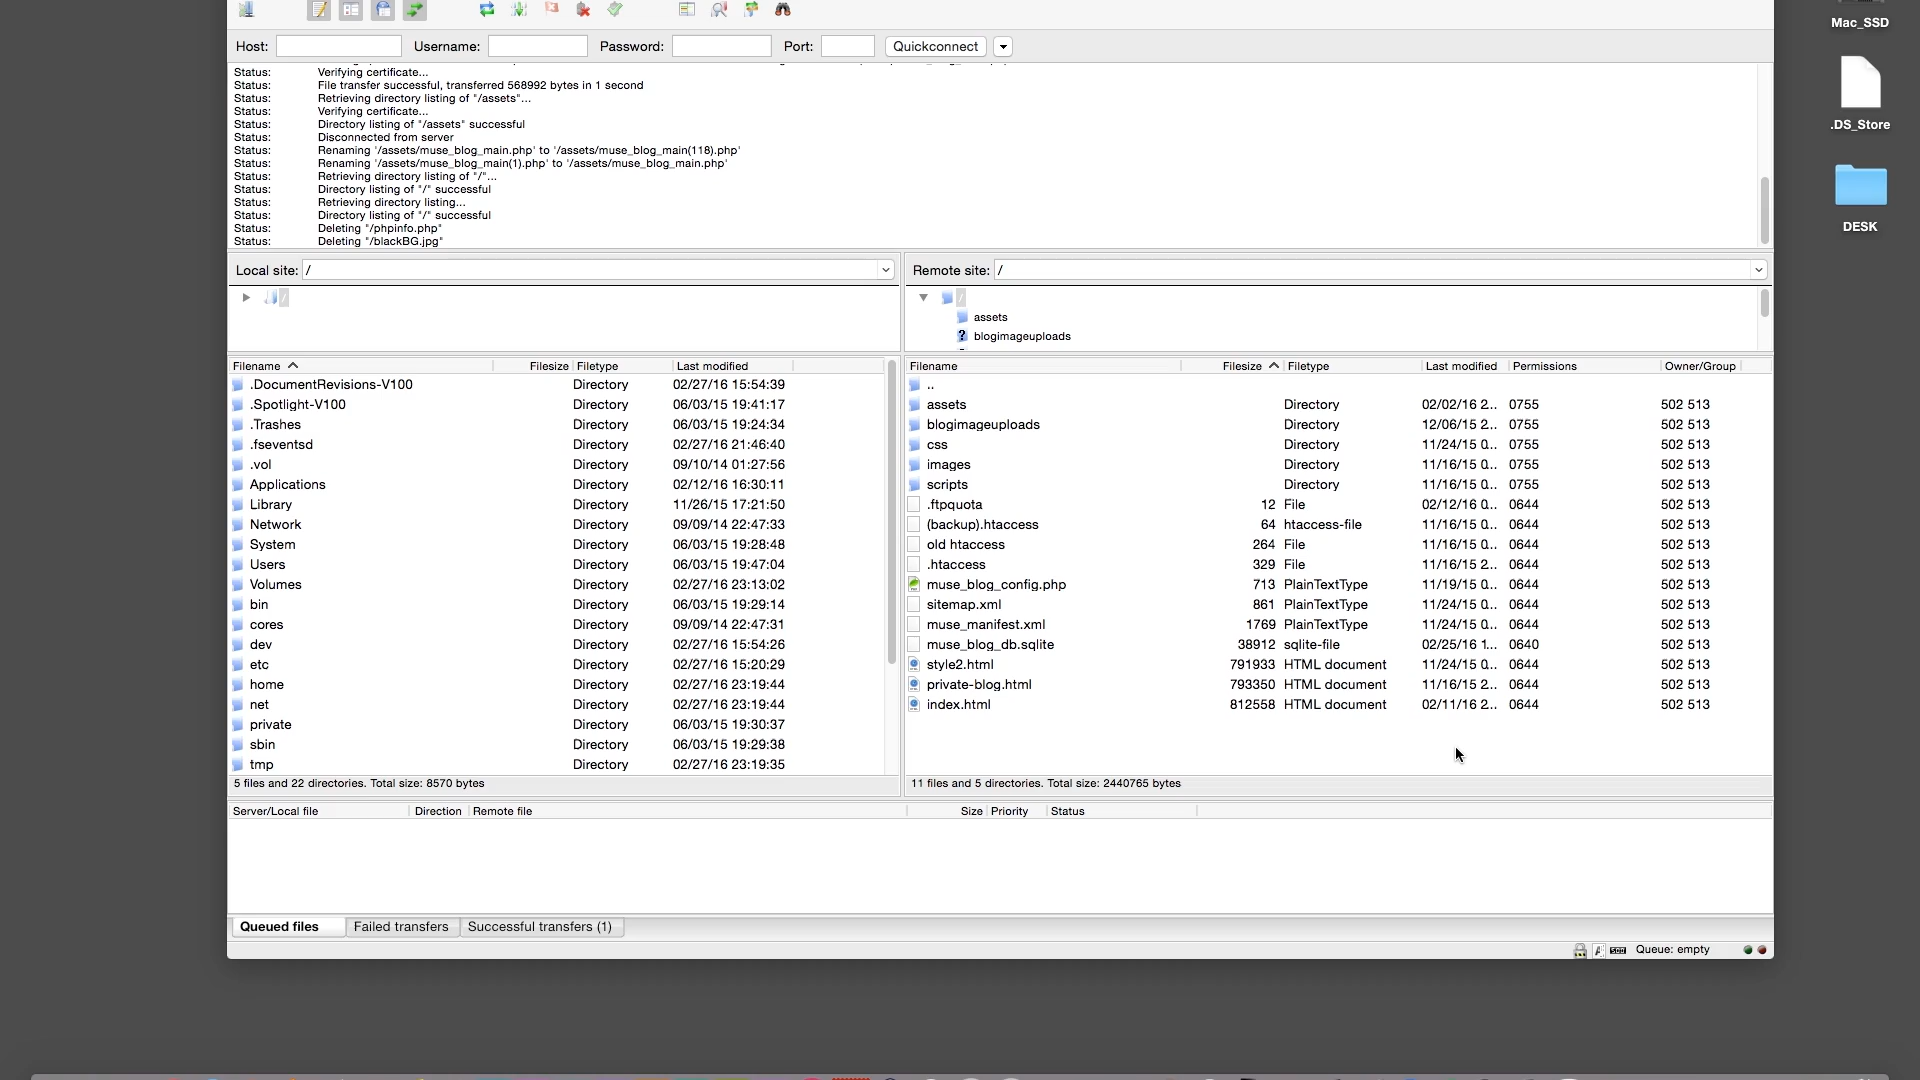 Mac_SSD
Host: Username: Password: Port: Quickconnect
Status: Verifying certificate...
Status: File transfer successful, transferred 568992 bytes in 1 second
Status: Retrieving directory listing of "/assets"...
Status: Verifying certificate...
Status: Directory listing of "/assets" successful
Status: Disconnected from server
Status: Renaming '/assets/muse_blog_main.php' to '/assets/muse_blog_main(118).php'
Status: Renaming '/assets/muse_blog_main(1).php' to '/assets/muse_blog_main.php'
Status: Retrieving directory listing of "/"...
Status: Directory listing of "/" successful
Status: Retrieving directory listing...
Status: Directory listing of "/" successful
Status: Deleting "/phpinfo.php"
Status: Deleting "/blackBG.jpg"
.DS_Store
DESK
Local site: /
/
Filename Filesize Filetype Last modified
.DocumentRevisions-V100 Directory 02/27/16 15:54:39
.Spotlight-V100 Directory 06/03/15 19:41:17
.Trashes Directory 06/03/15 19:24:34
.fseventsd Directory 02/27/16 21:46:40
.vol Directory 09/10/14 01:27:56
Applications Directory 02/12/16 16:30:11
Library Directory 11/26/15 17:21:50
Network Directory 09/09/14 22:47:33
System Directory 06/03/15 19:28:48
Users Directory 06/03/15 19:47:04
Volumes Directory 02/27/16 23:13:02
bin Directory 06/03/15 19:29:14
cores Directory 09/09/14 22:47:31
dev Directory 02/27/16 15:54:26
etc Directory 02/27/16 15:20:29
home Directory 02/27/16 23:19:44
net Directory 02/27/16 23:19:44
private Directory 06/03/15 19:30:37
sbin Directory 06/03/15 19:29:38
tmp Directory 02/27/16 23:19:35
5 files and 22 directories. Total size: 8570 bytes
Remote site: /
/
assets
? blogimageuploads
Filename Filesize Filetype Last modified Permissions Owner/Group
..
assets Directory 02/02/16 2... 0755 502 513
blogimageuploads Directory 12/06/15 2... 0755 502 513
css Directory 11/24/15 0... 0755 502 513
images Directory 11/16/15 0... 0755 502 513
scripts Directory 11/16/15 0... 0755 502 513
.ftpquota 12 File 02/12/16 0... 0644 502 513
(backup).htaccess 64 htaccess-file 11/16/15 0... 0644 502 513
old htaccess 264 File 11/16/15 0... 0644 502 513
.htaccess 329 File 11/16/15 2... 0644 502 513
muse_blog_config.php 713 PlainTextType 11/19/15 0... 0644 502 513
sitemap.xml 861 PlainTextType 11/24/15 0... 0644 502 513
muse_manifest.xml 1769 PlainTextType 11/24/15 0... 0644 502 513
muse_blog_db.sqlite 38912 sqlite-file 02/25/16 1... 0640 502 513
style2.html 791933 HTML document 11/24/15 0... 0644 502 513
private-blog.html 793350 HTML document 11/16/15 2... 0644 502 513
index.html 812558 HTML document 02/11/16 2... 0644 502 513
11 files and 5 directories. Total size: 2440765 bytes
Server/Local file Direction Remote file Size Priority Status
Queued files Failed transfers Successful transfers (1)
Queue: empty